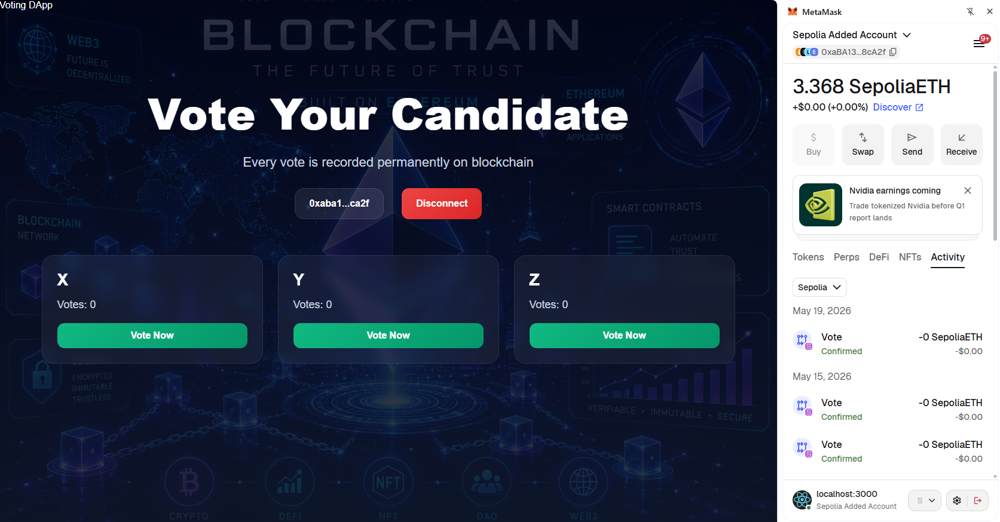 Voting DApp
BLOCKCHAIN
THE FUTURE OF TRUST
WEB3
FUTURE IS
DECENTRALIZED
BUILT ON ETHEREUM
ETHEREUM
APPLICATIONS
Vote Your Candidate
Every vote is recorded permanently on blockchain
0xaba1...ca2f
Disconnect
BLOCKCHAIN
NETWORK
SMART CONTRACTS
AUTOMATE
TRUST
X
Votes: 0
Vote Now
Y
Votes: 0
Vote Now
Z
Votes: 0
Vote Now
ENCRYPTED
IMMUTABLE
TRUSTLESS
250
0
VERIFIABLE • IMMUTABLE • SECURE
NFT
CRYPTO
DEFI
NFT
DAO
WEB3
MetaMask
Sepolia Added Account
9+
0xaBA13...8cA2f
3.368 SepoliaETH
+$0.00 (+0.00%) Discover
$
Buy
Swap
Send
Receive
Nvidia earnings coming
Trade tokenized Nvidia before Q1
report lands
Tokens
Perps
DeFi
NFTs
Activity
Sepolia
May 19, 2026
Vote
-0 SepoliaETH
S
Confirmed
-$0.00
May 15, 2026
Vote
-0 SepoliaETH
S
Confirmed
-$0.00
Vote
-0 SepoliaETH
S
Confirmed
-$0.00
localhost:3000
Sepolia Added Account
S